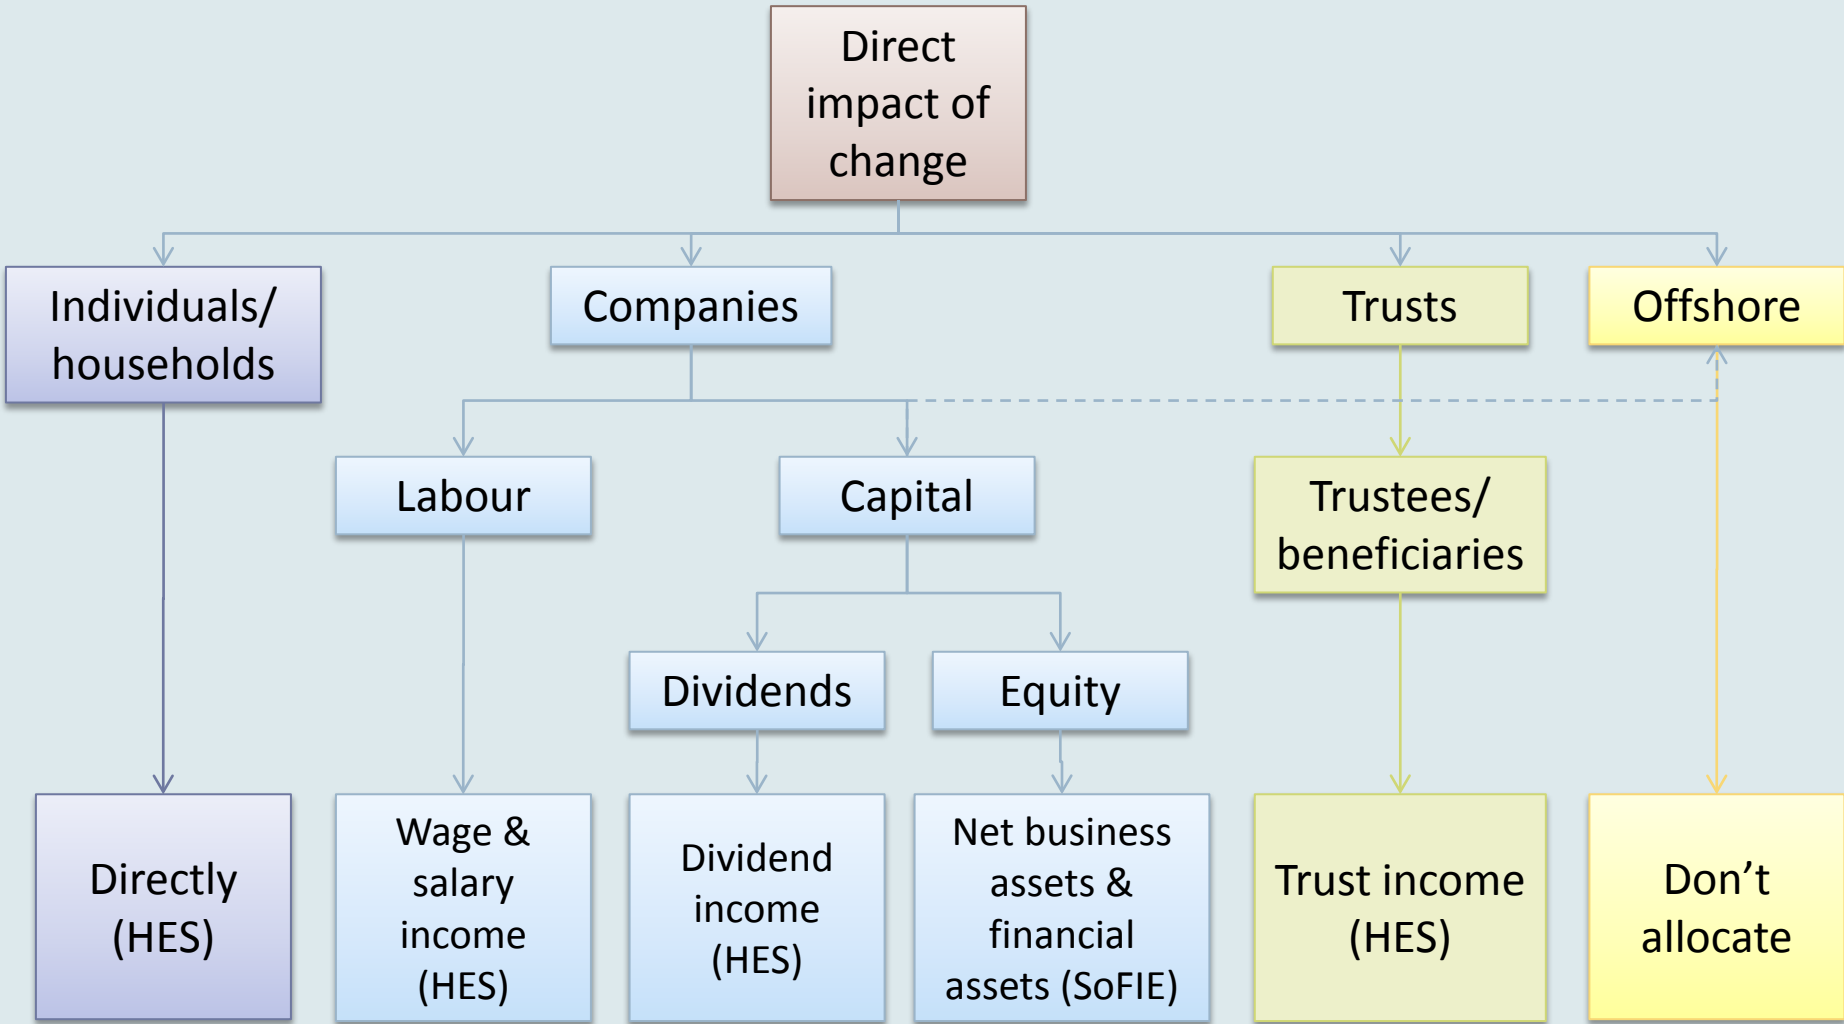 Direct
impact of
change
Individuals/
households
Companies
Trusts
Offshore
Labour
Capital
Trustees/
beneficiaries
Dividends
Equity
Directly
(HES)
Wage &
salary
income
(HES)
Dividend
income
(HES)
Net business
assets &
financial
assets (SoFIE)
Trust income
(HES)
Don’t
allocate